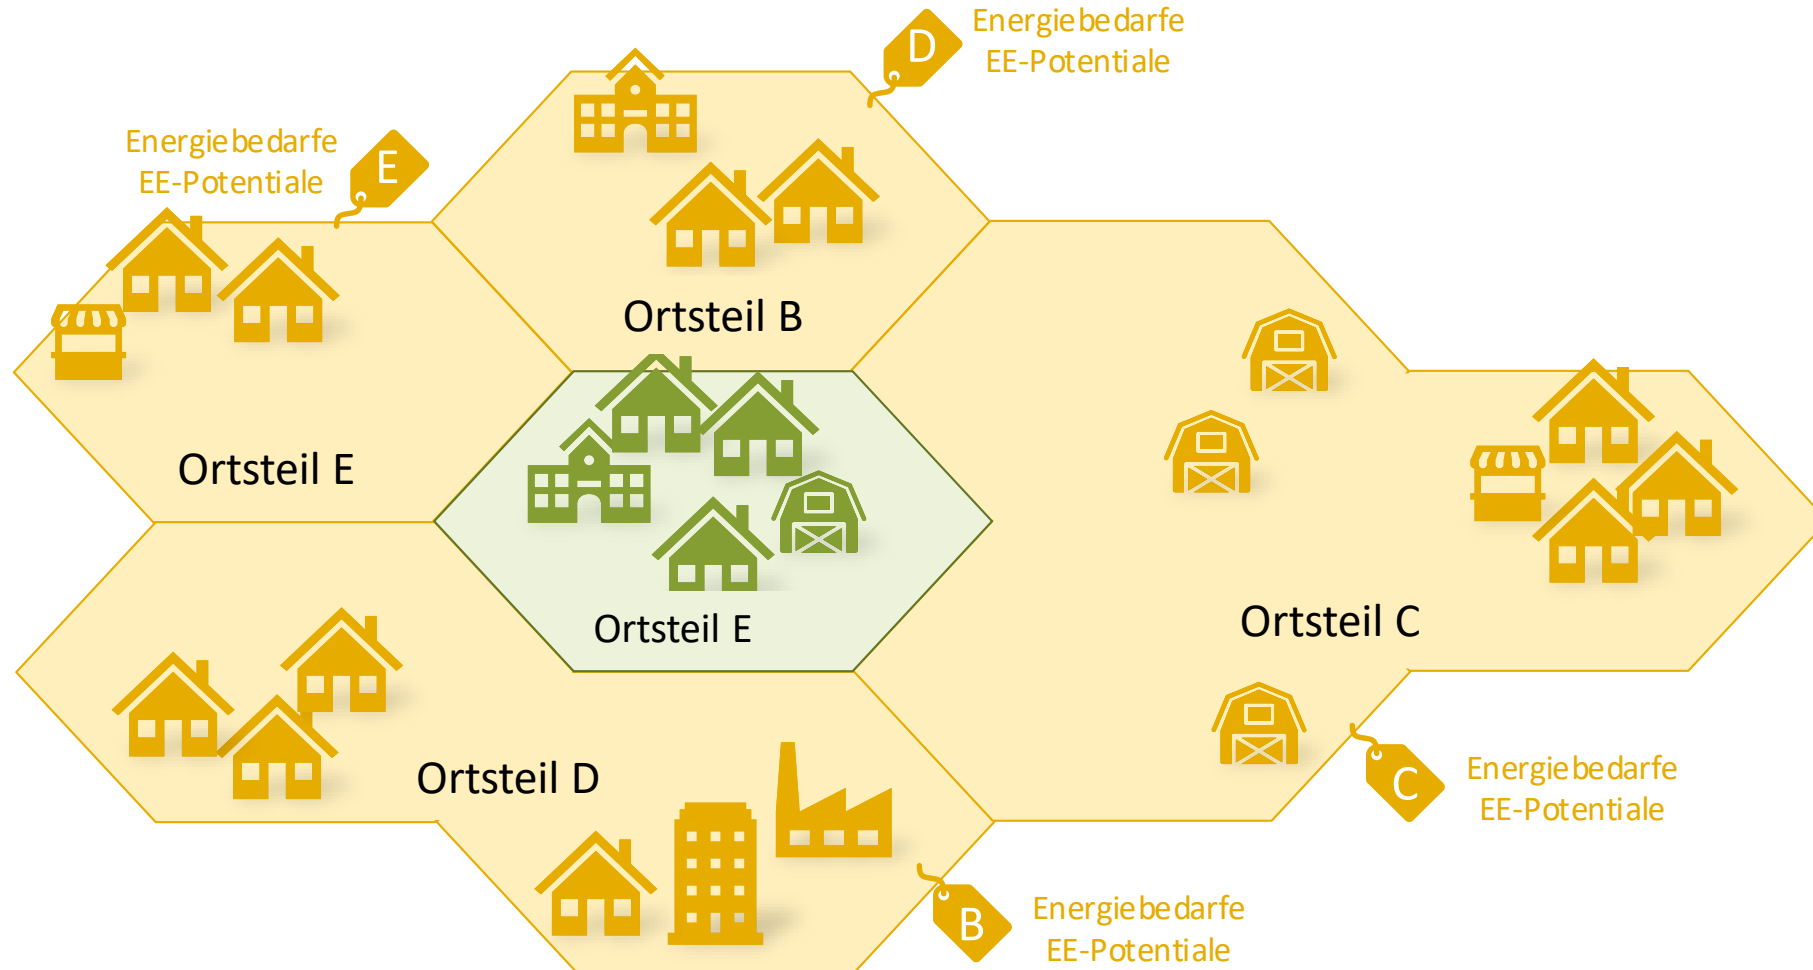 Energiebedarfe
EE-Potentiale
D
Energiebedarfe
EE-Potentiale
E
Ortsteil B
Ortsteil E
Ortsteil E
Ortsteil C
Ortsteil D
C
Energiebedarfe
EE-Potentiale
B
Energiebedarfe
EE-Potentiale